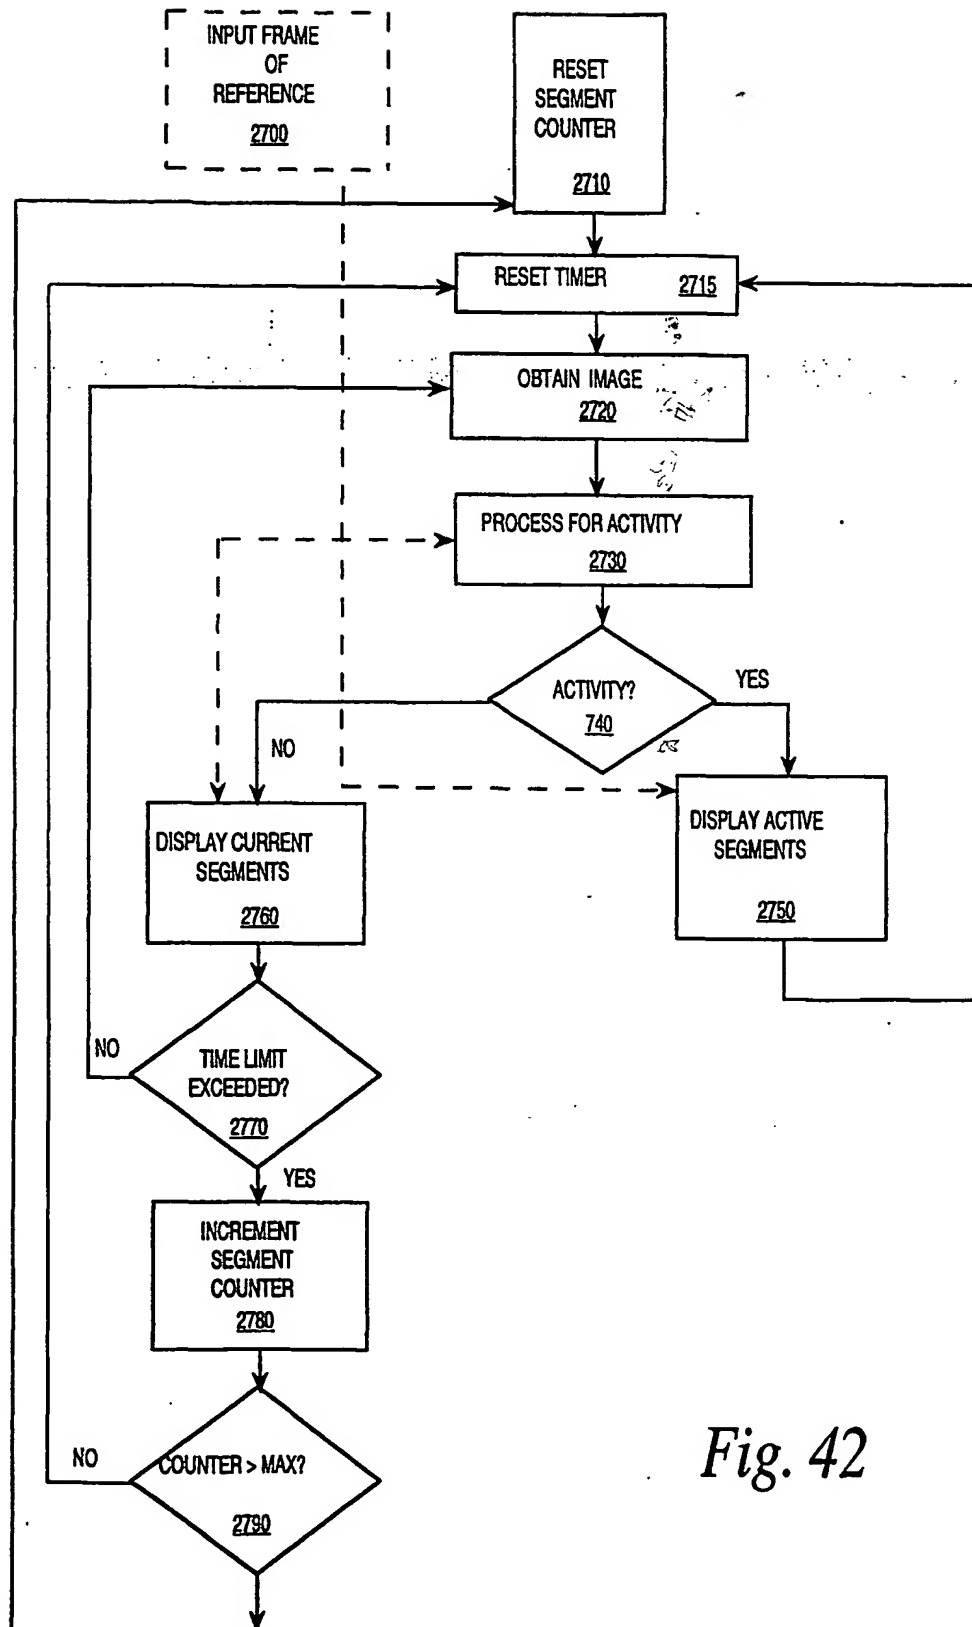 INPUT FRAME
OF
REFERENCE
2700
RESET
SEGMENT
COUNTER
2710
RESET TIMER 2715
OBTAIN IMAGE
2720
PROCESS FOR ACTIVITY
2730
ACTIVITY?
740
YES
NO
DISPLAY CURRENT
SEGMENTS
2760
DISPLAY ACTIVE
SEGMENTS
2750
TIME LIMIT
EXCEEDED?
2770
NO
YES
INCREMENT
SEGMENT
COUNTER
2780
COUNTER > MAX?
2790
NO
Fig. 42